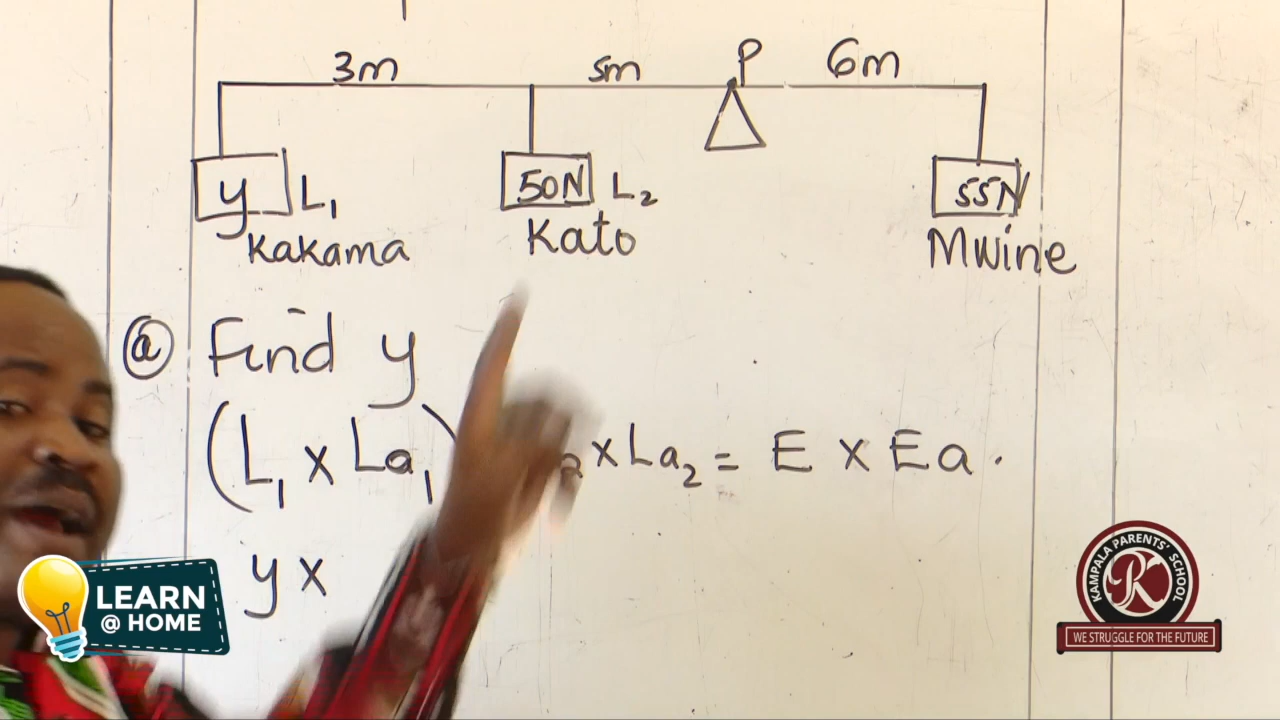 3m 5m P 6m
y L₁ 50N L₂ 55N
Kakama Kato Mwine
ⓐ Find y
(L₁ x La₁) ₂ x La₂ = E x Ea.
y x
LEARN
@ HOME
KAMPALA PARENTS' SCHOOL
K
WE STRUGGLE FOR THE FUTURE